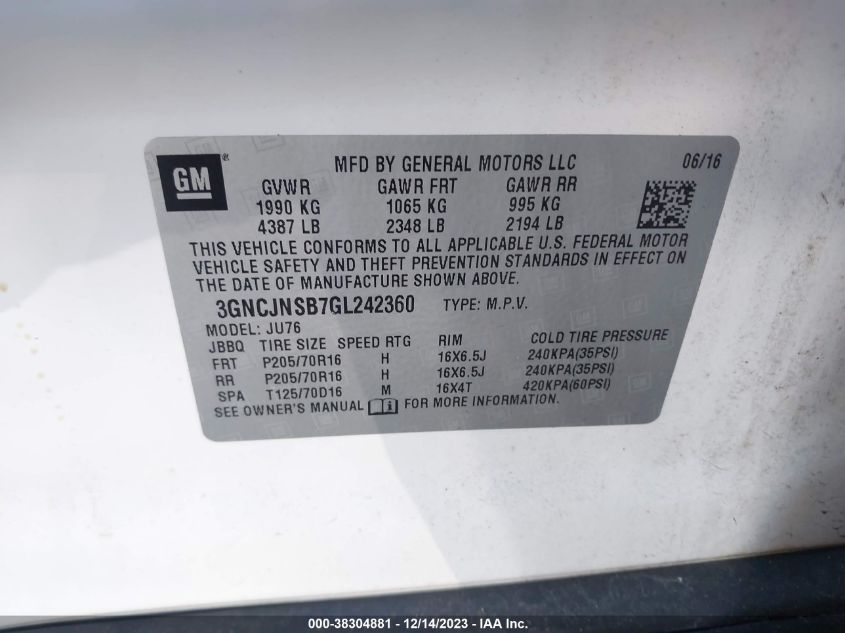 GM®
MFD BY GENERAL MOTORS LLC 06/16
GVWR GAWR FRT GAWR RR
1990 KG 1065 KG 995 KG
4387 LB 2348 LB 2194 LB
THIS VEHICLE CONFORMS TO ALL APPLICABLE U.S. FEDERAL MOTOR
VEHICLE SAFETY AND THEFT PREVENTION STANDARDS IN EFFECT ON
THE DATE OF MANUFACTURE SHOWN ABOVE.
3GNCJNSB7GL242360 TYPE: M.P.V.
MODEL: JU76
JBBQ TIRE SIZE SPEED RTG RIM COLD TIRE PRESSURE
FRT P205/70R16 H 16X6.5J 240KPA(35PSI)
RR P205/70R16 H 16X6.5J 240KPA(35PSI)
SPA T125/70D16 M 16X4T 420KPA(60PSI)
SEE OWNER'S MANUAL FOR MORE INFORMATION.
000-38304881 - 12/14/2023 - IAA Inc.